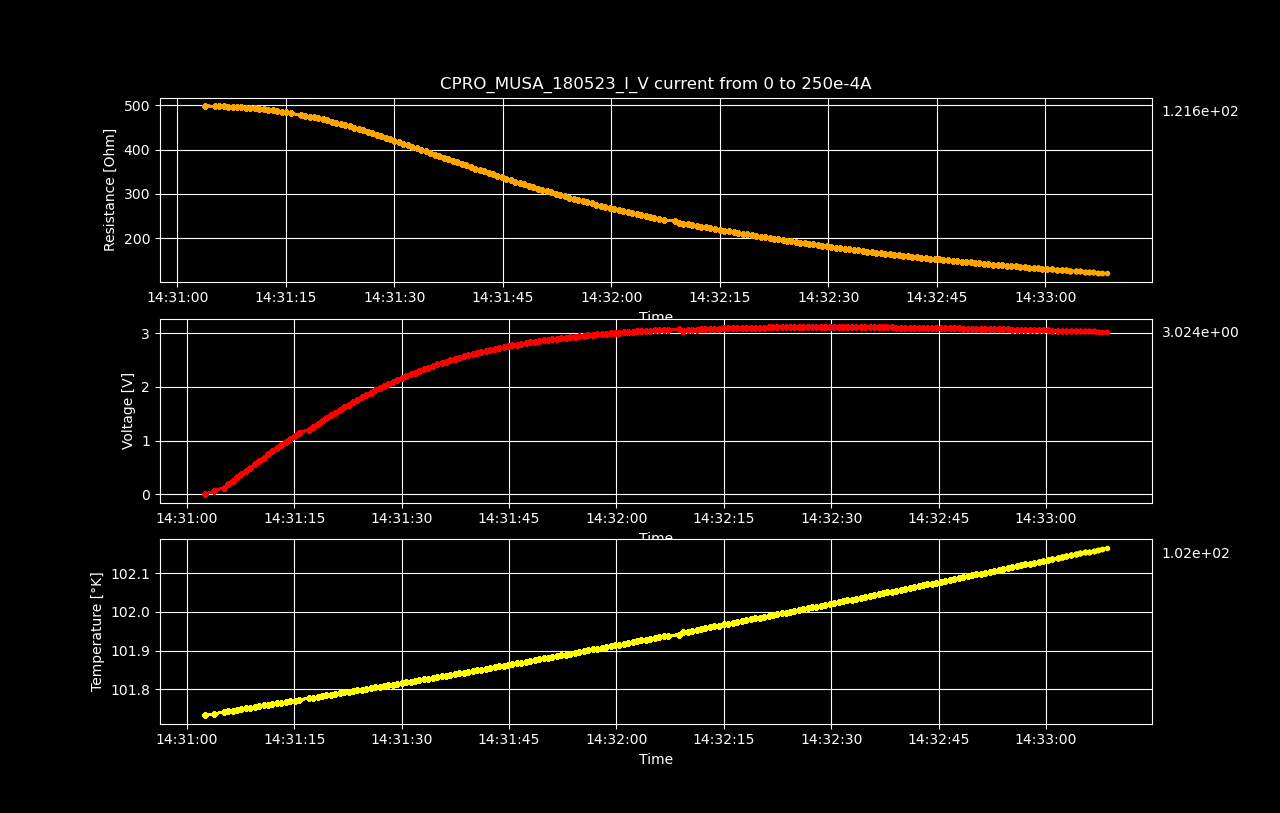 CPRO_MUSA_180523_I_V current from 0 to 250e-4A
500
400
300
200
Resistance [Ohm]
1.216e+02
14:31:00 14:31:15 14:31:30 14:31:45 14:32:00 14:32:15 14:32:30 14:32:45 14:33:00
Time
3
2
1
0
Voltage [V]
3.024e+00
14:31:00 14:31:15 14:31:30 14:31:45 14:32:00 14:32:15 14:32:30 14:32:45 14:33:00
Time
102.1
102.0
101.9
101.8
Temperature [°K]
1.02e+02
14:31:00 14:31:15 14:31:30 14:31:45 14:32:00 14:32:15 14:32:30 14:32:45 14:33:00
Time